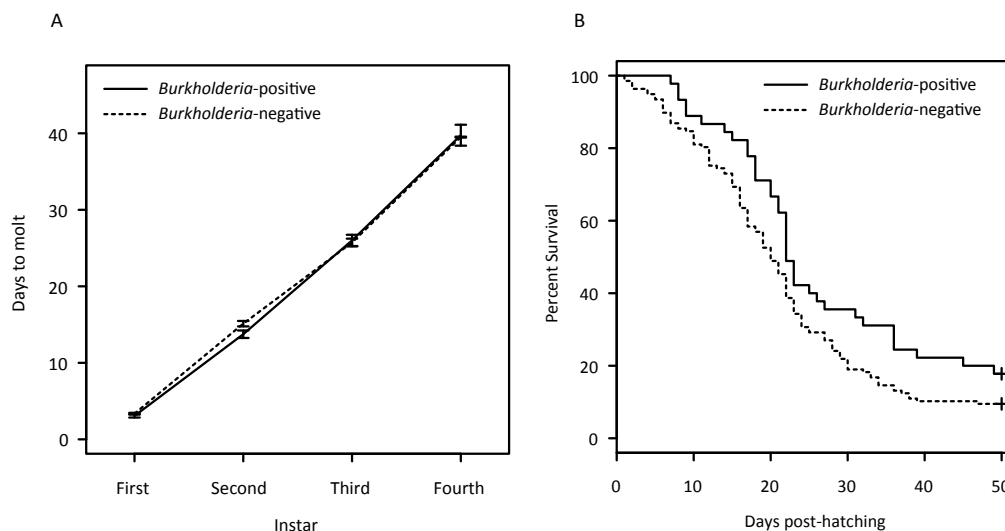 A
Burkholderia-positive
Burkholderia-negative
Days to molt
40
30
20
10
0
First
Second
Third
Fourth
Instar
B
Burkholderia-positive
Burkholderia-negative
Percent Survival
100
80
60
40
20
0
0
10
20
30
40
50
Days post-hatching